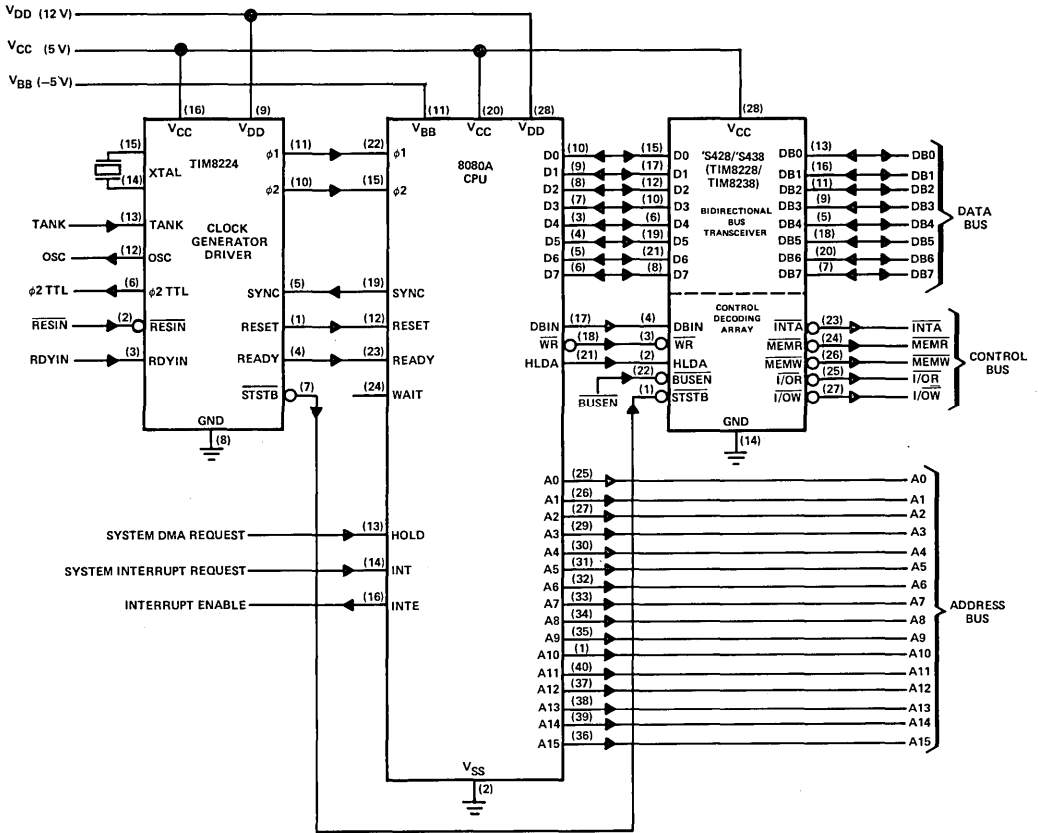 VDD (12 V)
VCC (5 V)
VBB (−5 V)
(16) (9) (11) (20) (28) (28)
VCC VDD VBB VCC VDD VCC
(15) XTAL (14)
TIM8224
CLOCK GENERATOR DRIVER
TANK (13) TANK
OSC (12) OSC
φ2 TTL (6) φ2 TTL
RESIN (2) RESIN
RDYIN (3) RDYIN
φ1 (11) (22) φ1
φ2 (10) (15) φ2
SYNC (5) (19) SYNC
RESET (1) (12) RESET
READY (4) (23) READY
STSTB (7)
(24) WAIT
GND
(8)
8080A
CPU
SYSTEM DMA REQUEST (13) HOLD
SYSTEM INTERRUPT REQUEST (14) INT
INTERRUPT ENABLE (16) INTE
VSS
(2)
'S428/'S438
(TIM8228/
TIM8238)
BIDIRECTIONAL
BUS
TRANSCEIVER
D0 (10) (15) D0 DB0 (13) DB0
D1 (9) (17) D1 DB1 (16) DB1
D2 (8) (12) D2 DB2 (11) DB2
D3 (7) (10) D3 DB3 (9) DB3
D4 (3) (6) D4 DB4 (5) DB4
D5 (4) (19) D5 DB5 (18) DB5
D6 (5) (21) D6 DB6 (20) DB6
D7 (6) (8) D7 DB7 (7) DB7
DATA
BUS
CONTROL
DECODING
ARRAY
DBIN (17) (4) DBIN INTA (23) INTA
WR (18) (3) WR MEMR (24) MEMR
HLDA (21) (2) HLDA MEMW (26) MEMW
BUSEN (22) BUSEN I/OR (25) I/OR
(1) STSTB I/OW (27) I/OW
CONTROL
BUS
GND
(14)
A0 (25) A0
A1 (26) A1
A2 (27) A2
A3 (29) A3
A4 (30) A4
A5 (31) A5
A6 (32) A6
A7 (33) A7
A8 (34) A8
A9 (35) A9
A10 (1) A10
A11 (40) A11
A12 (37) A12
A13 (38) A13
A14 (39) A14
A15 (36) A15
ADDRESS
BUS